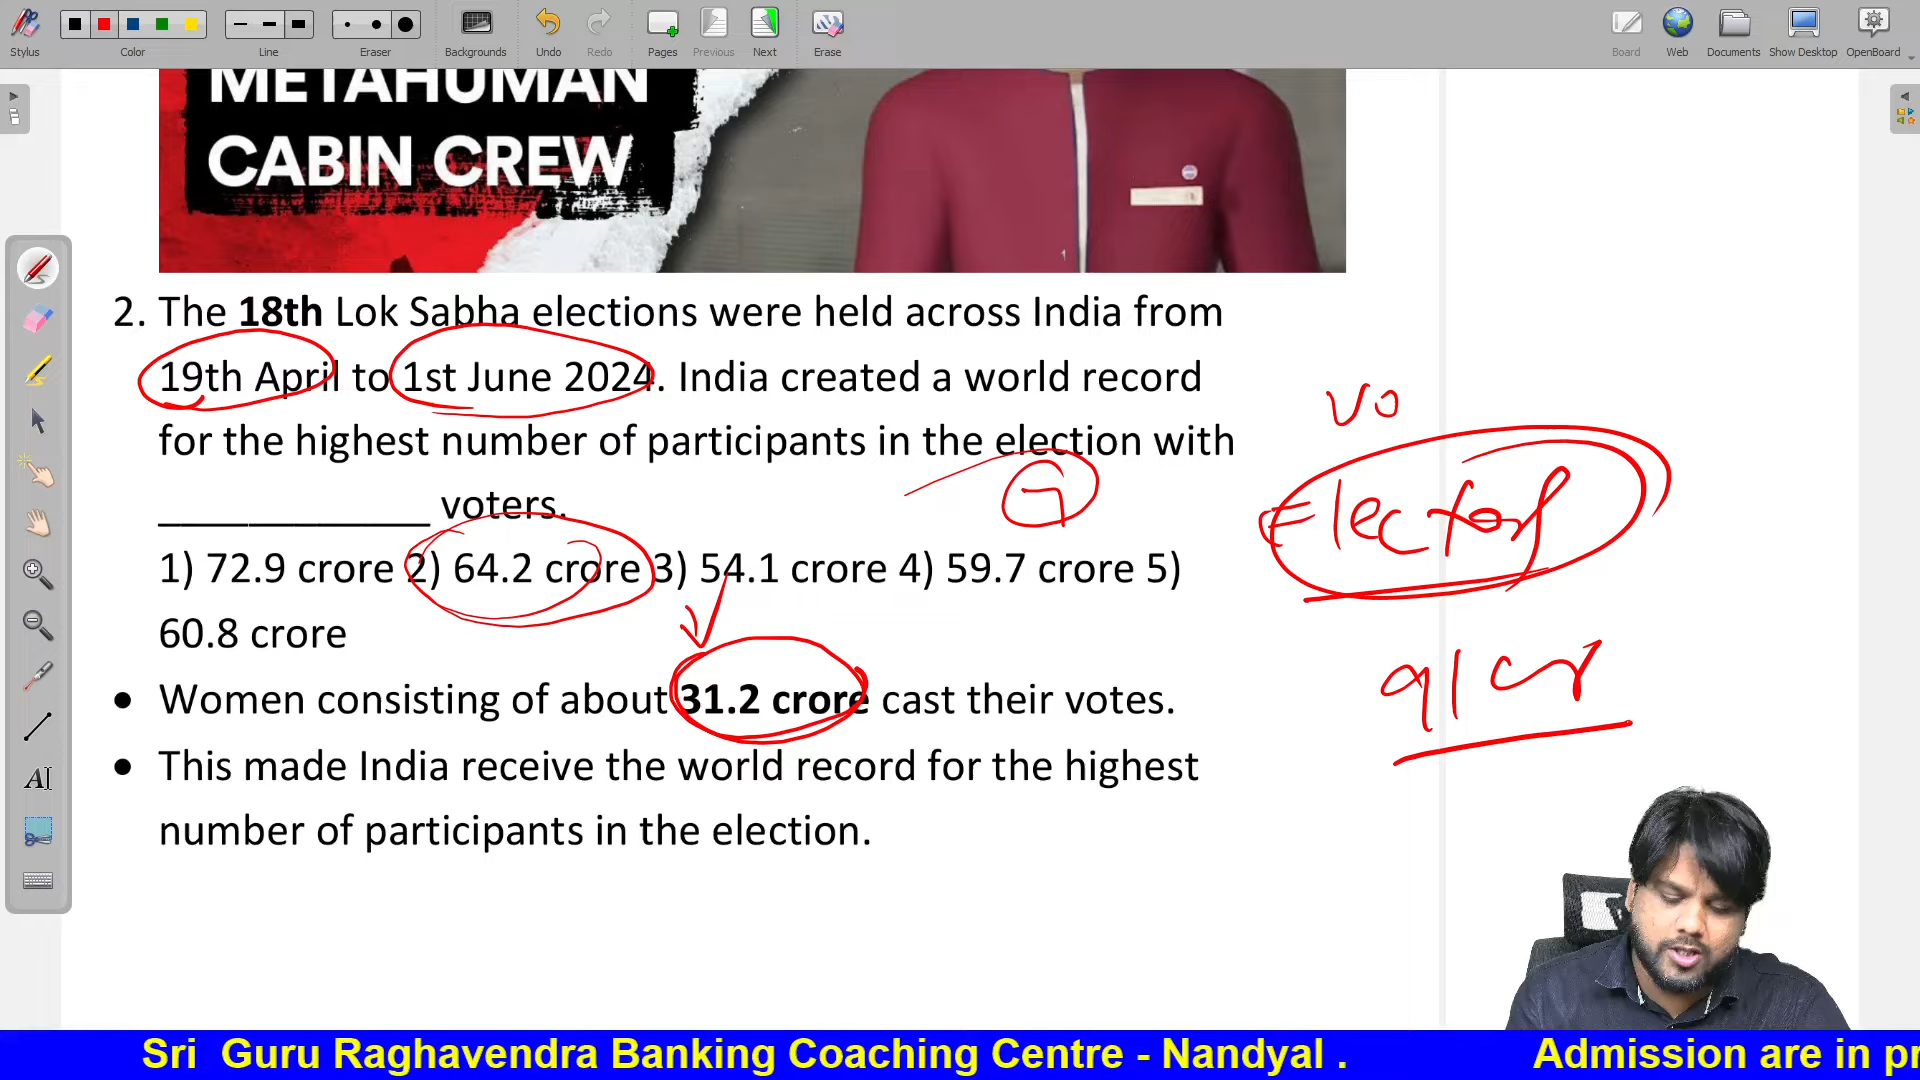 Stylus
Color
Line
Eraser
Backgrounds
Undo
Redo
Pages
Previous
Next
Erase
Board
Web
Documents
Show Desktop
OpenBoard
METAHUMAN
CABIN CREW
2. The 18th Lok Sabha elections were held across India from
19th April to 1st June 2024. India created a world record
for the highest number of participants in the election with
_____________ voters.
1) 72.9 crore 2) 64.2 crore 3) 54.1 crore 4) 59.7 crore 5)
60.8 crore
• Women consisting of about 31.2 crore cast their votes.
• This made India receive the world record for the highest
number of participants in the election.
7
Vo
91 cr
Sri Guru Raghavendra Banking Coaching Centre - Nandyal .
Admission are in pr